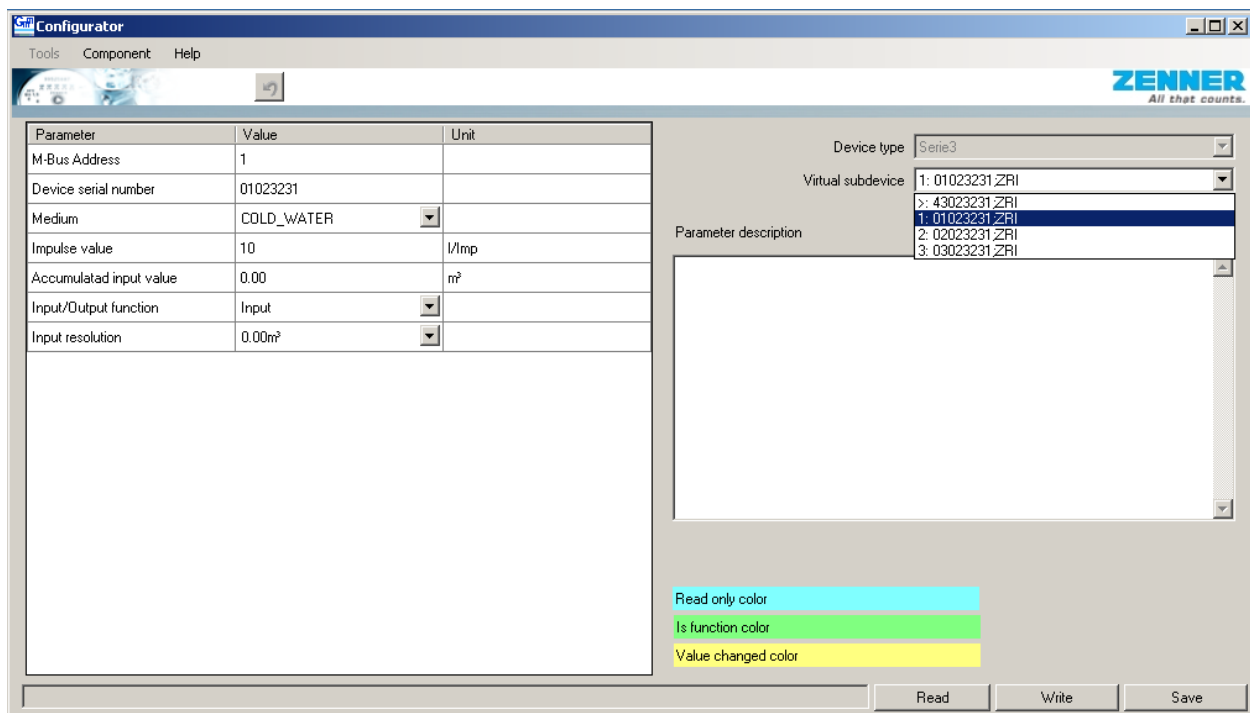 GMM Configurator
Tools Component Help
ZENNER
All that counts.
Parameter Value Unit
M-Bus Address 1
Device serial number 01023231
Medium COLD_WATER
Impulse value 10 l/Imp
Accumulatad input value 0.00 m³
Input/Output function Input
Input resolution 0.00m³
Device type Serie3
Virtual subdevice 1: 01023231;ZRI
>: 43023231;ZRI
1: 01023231;ZRI
2: 02023231;ZRI
3: 03023231;ZRI
Parameter description
Read only color
Is function color
Value changed color
Read Write Save